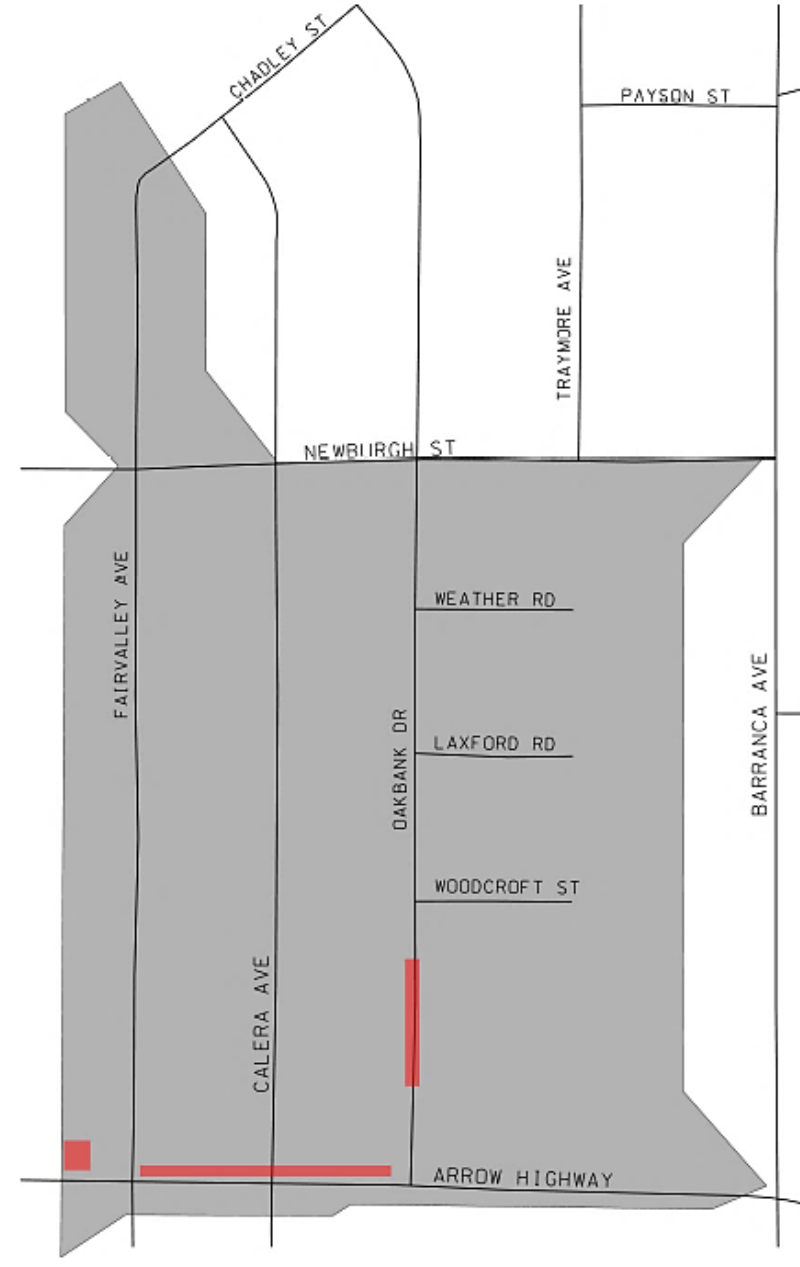 CHADLEY ST
PAYSON ST
TRAYMORE AVE
NEWBURGH ST
FAIRVALLEY AVE
WEATHER RD
BARRANCA AVE
OAKBANK DR
LAXFORD RD
WOODCROFT ST
CALERA AVE
ARROW HIGHWAY